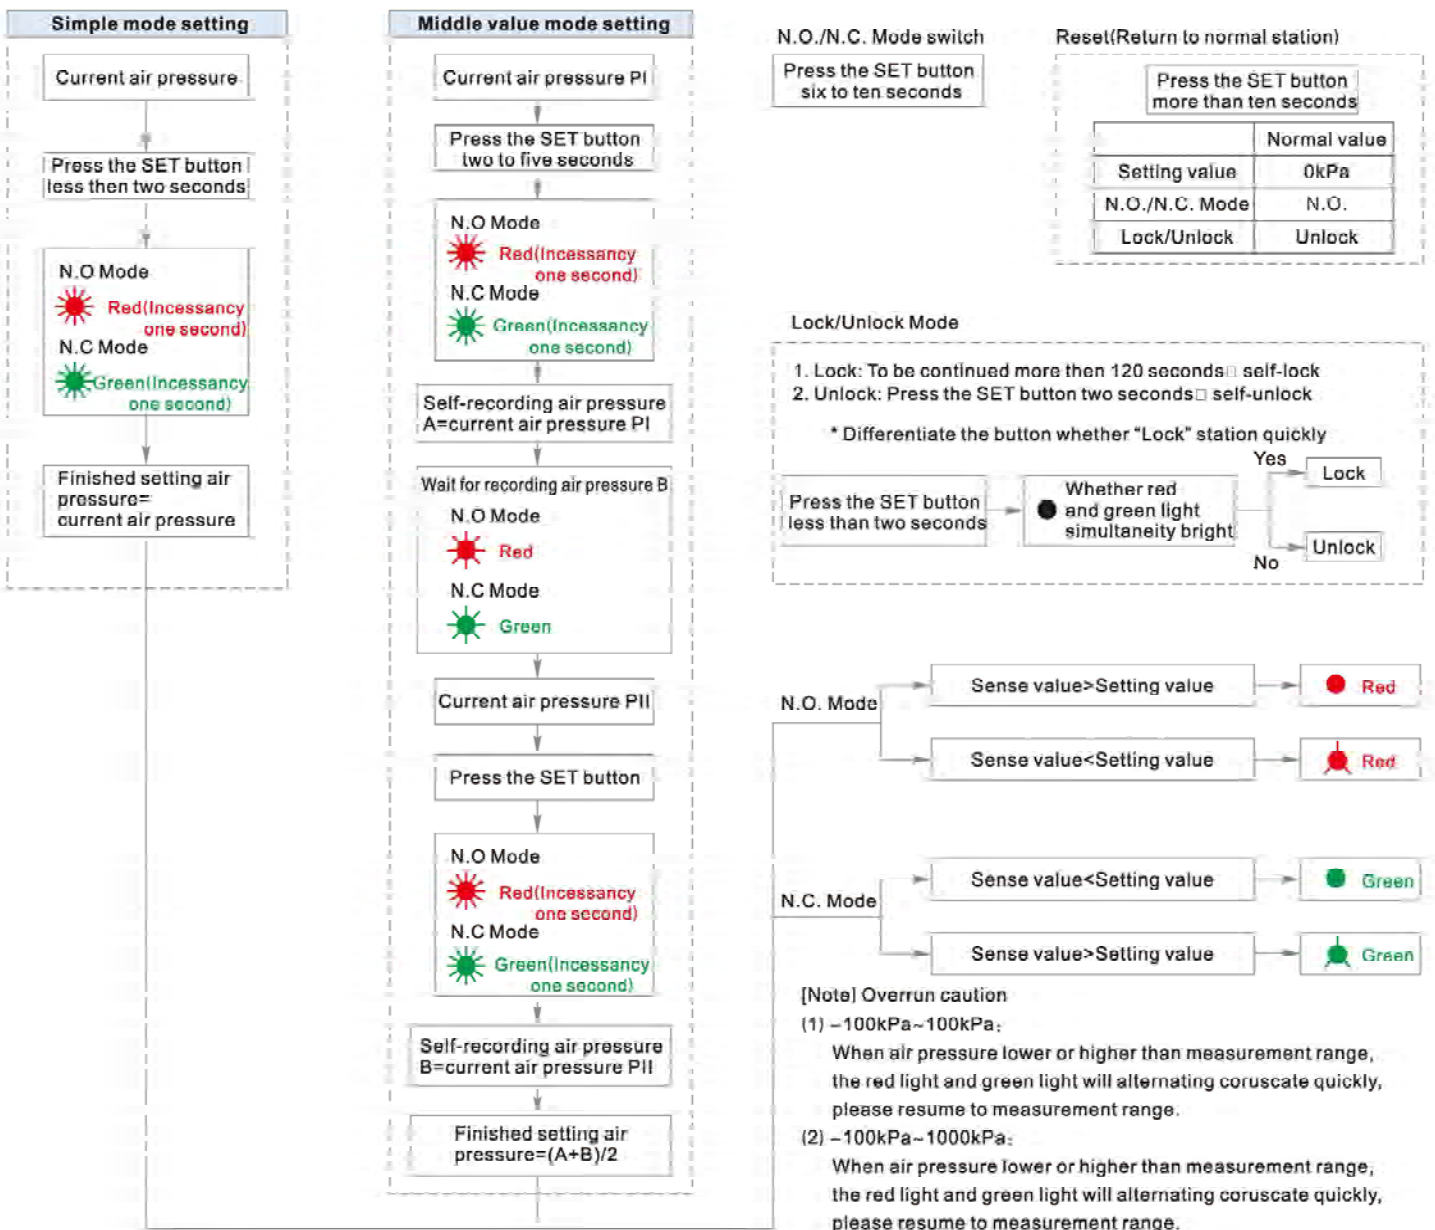 Simple mode setting
Current air pressure
Press the SET button
less then two seconds
N.O Mode
Red(Incessancy
one second)
N.C Mode
Green(Incessancy
one second)
Finished setting air
pressure=
current air pressure
Middle value mode setting
Current air pressure PI
Press the SET button
two to five seconds
N.O Mode
Red(Incessancy
one second)
N.C Mode
Green(Incessancy
one second)
Self-recording air pressure
A=current air pressure PI
Wait for recording air pressure B
N.O Mode
Red
N.C Mode
Green
Current air pressure PII
Press the SET button
N.O Mode
Red(Incessancy
one second)
N.C Mode
Green(Incessancy
one second)
Self-recording air pressure
B=current air pressure PII
Finished setting air
pressure=(A+B)/2
N.O./N.C. Mode switch
Press the SET button
six to ten seconds
Reset(Return to normal station)
Press the SET button
more than ten seconds
Normal value
Setting value 0kPa
N.O./N.C. Mode N.O.
Lock/Unlock Unlock
Lock/Unlock Mode
1. Lock: To be continued more then 120 seconds□ self-lock
2. Unlock: Press the SET button two seconds□ self-unlock
* Differentiate the button whether "Lock" station quickly
Press the SET button
less than two seconds
Whether red
and green light
simultaneity bright
Yes
Lock
No
Unlock
N.O. Mode
Sense value>Setting value
Red
Sense value<Setting value
Red
N.C. Mode
Sense value<Setting value
Green
Sense value>Setting value
Green
[Note] Overrun caution
(1) –100kPa~100kPa:
When air pressure lower or higher than measurement range,
the red light and green light will alternating coruscate quickly,
please resume to measurement range.
(2) –100kPa~1000kPa:
When air pressure lower or higher than measurement range,
the red light and green light will alternating coruscate quickly,
please resume to measurement range.